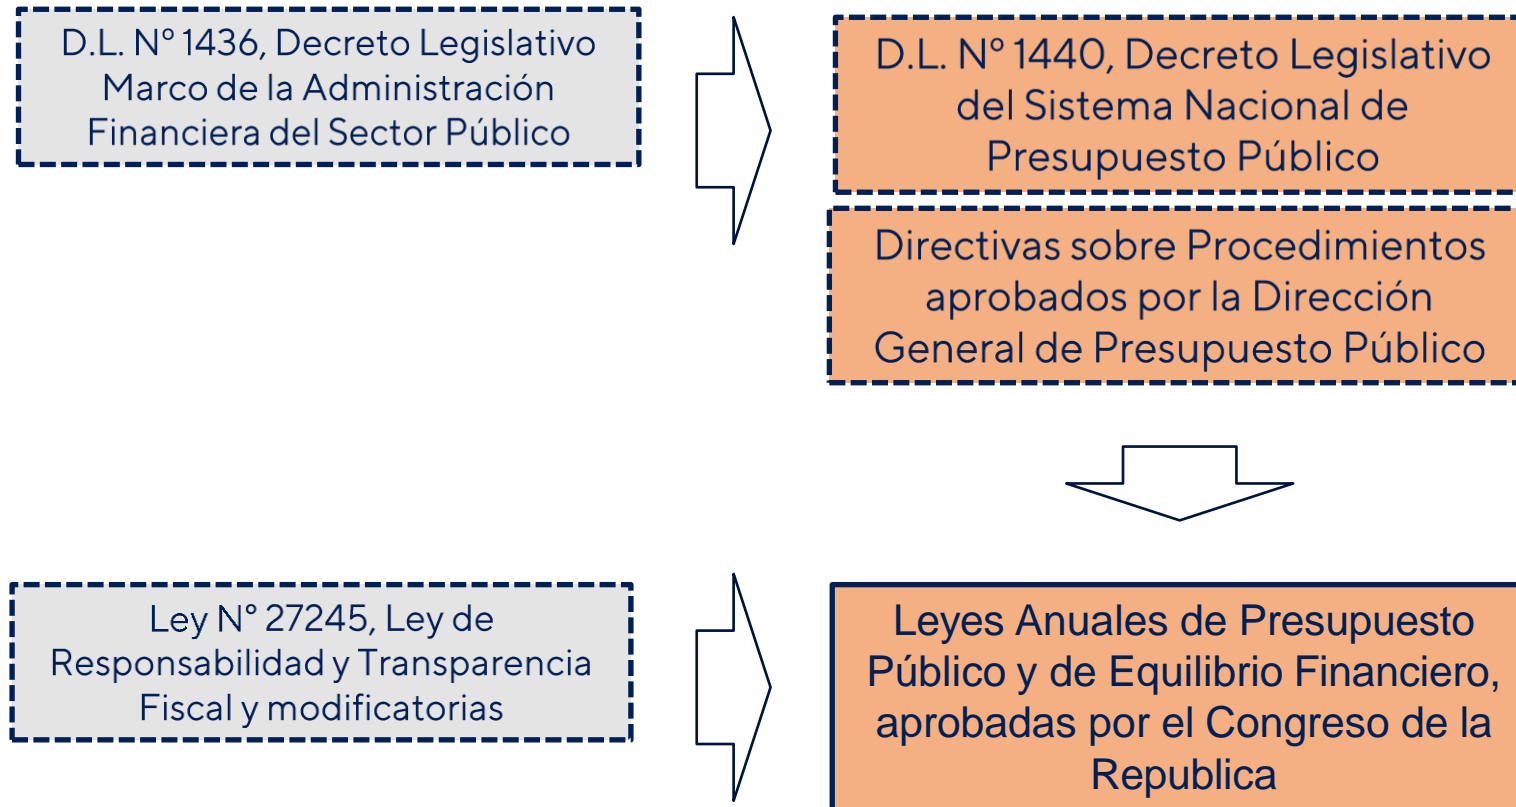 D.L. N° 1436, Decreto Legislativo
Marco de la Administración
Financiera del Sector Público
D.L. N° 1440, Decreto Legislativo
del Sistema Nacional de
Presupuesto Público
Directivas sobre Procedimientos
aprobados por la Dirección
General de Presupuesto Público
Ley N° 27245, Ley de
Responsabilidad y Transparencia
Fiscal y modificatorias
Leyes Anuales de Presupuesto
Público y de Equilibrio Financiero,
aprobadas por el Congreso de la
Republica